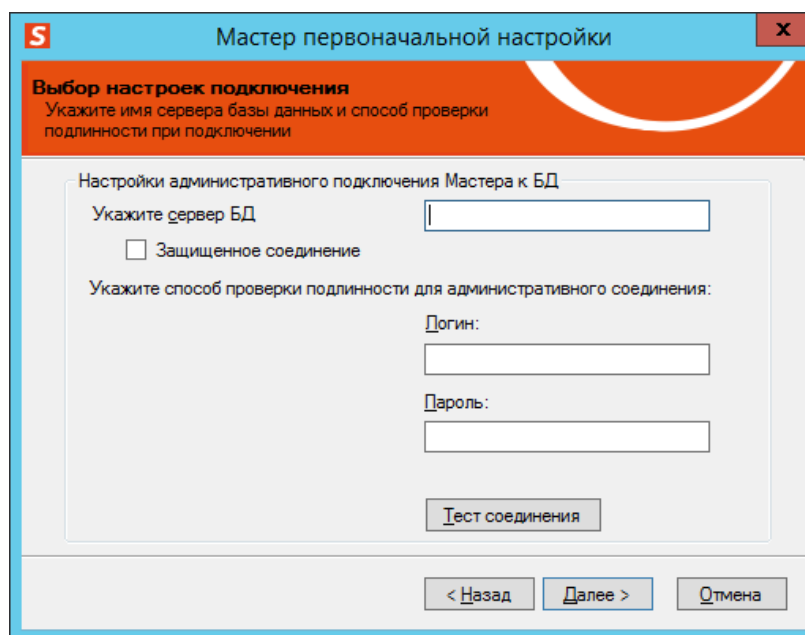 S
Мастер первоначальной настройки
x
Выбор настроек подключения
Укажите имя сервера базы данных и способ проверки
подлинности при подключении
Настройки административного подключения Мастера к БД
Укажите сервер БД
Защищенное соединение
Укажите способ проверки подлинности для административного соединения:
Логин:
Пароль:
Тест соединения
< Назад
Далее >
Отмена